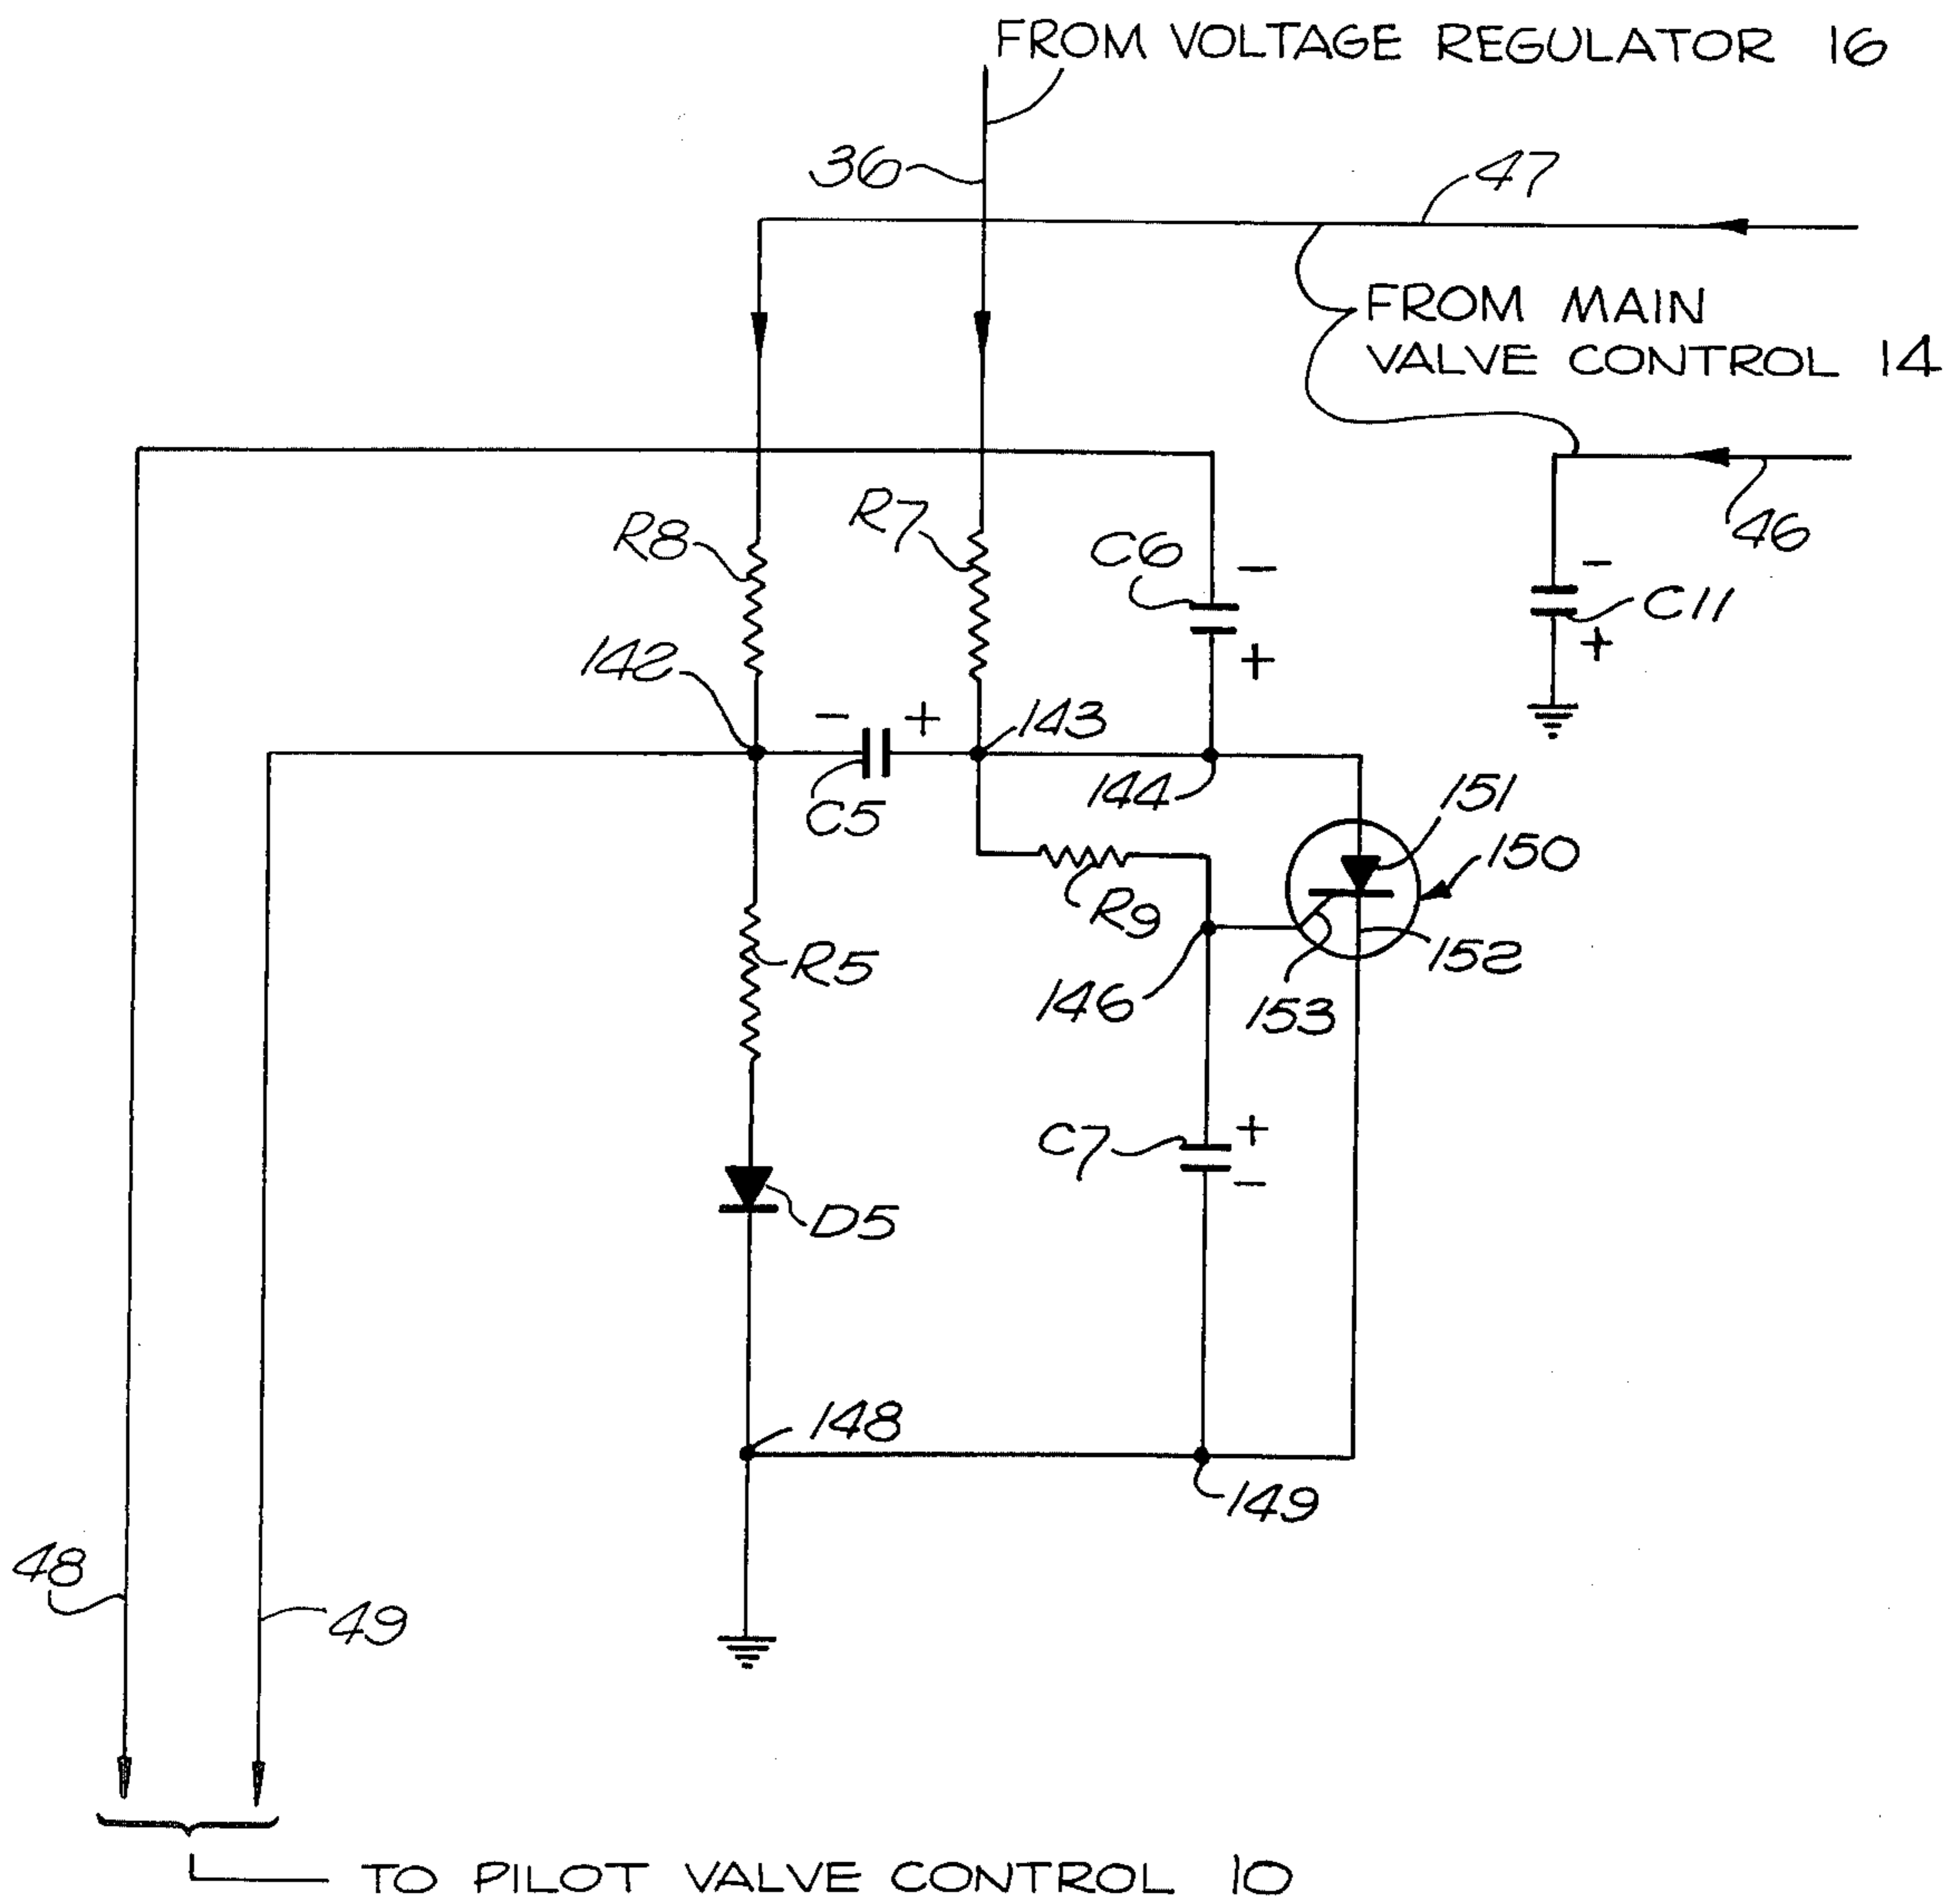 FROM VOLTAGE REGULATOR 16
36
47
FROM MAIN
VALVE CONTROL 14
46
R8
R7
C6
-
+
-
C11
+
142
-
+
143
C5
144
151
150
R9
152
R5
146
153
C7
+
-
D5
148
149
48
49
TO PILOT VALVE CONTROL 10